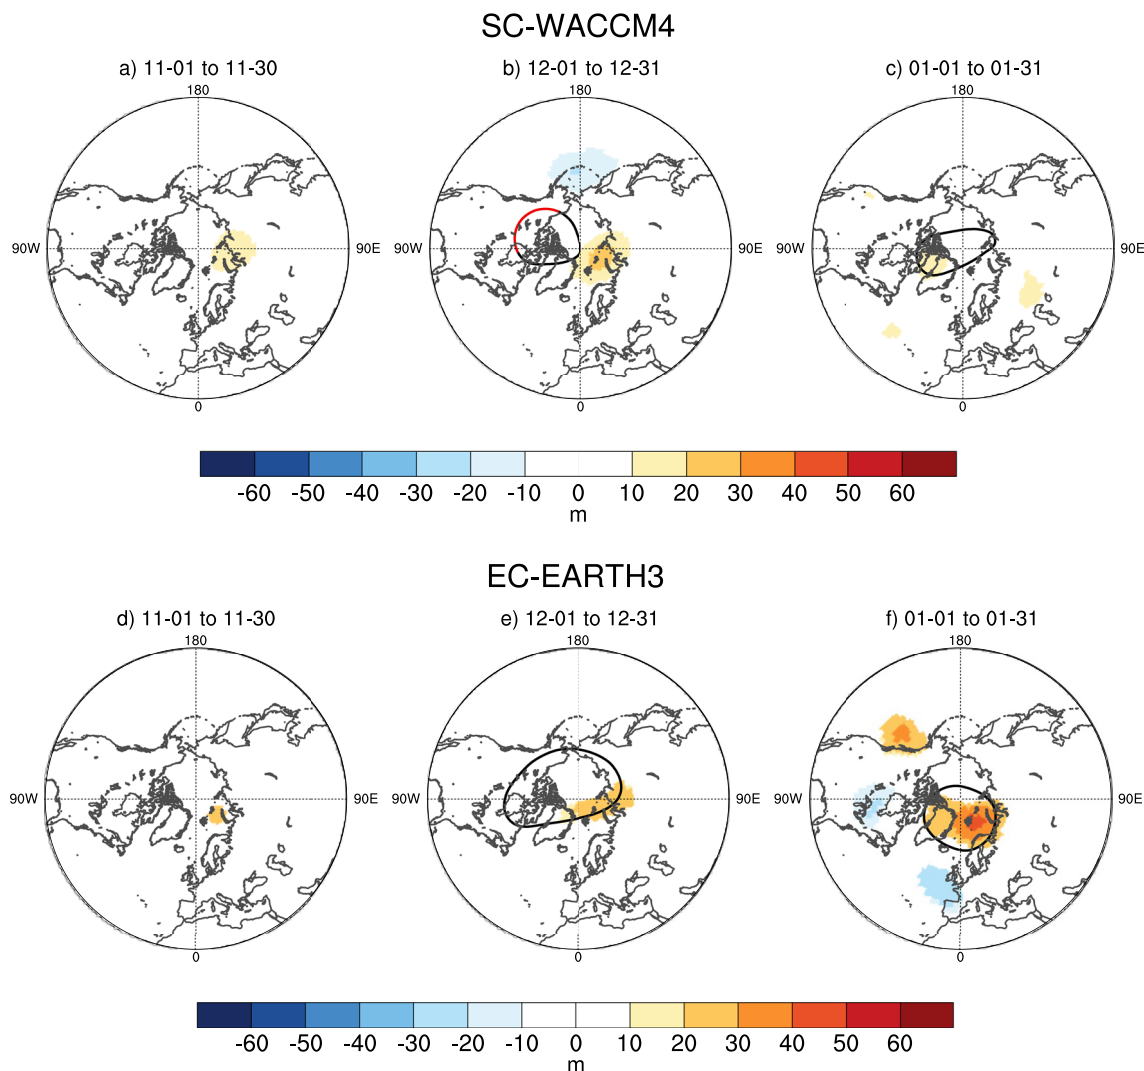 SC-WACCM4
a) 11-01 to 11-30
b) 12-01 to 12-31
c) 01-01 to 01-31
180
180
180
90W
90E
90W
90E
90W
90E
0
0
0
-60 -50 -40 -30 -20 -10 0 10 20 30 40 50 60
m
EC-EARTH3
d) 11-01 to 11-30
e) 12-01 to 12-31
f) 01-01 to 01-31
180
180
180
90W
90E
90W
90E
90W
90E
0
0
0
-60 -50 -40 -30 -20 -10 0 10 20 30 40 50 60
m